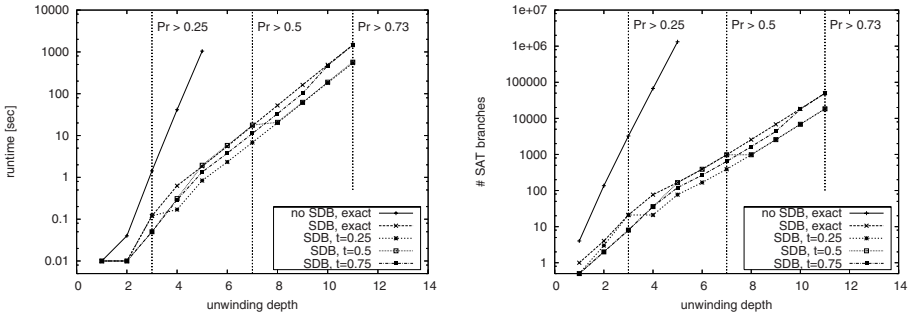 Pr > 0.25
Pr > 0.5
Pr > 0.73
10000
1000
100
10
1
0.1
0.01
runtime [sec]
no SDB, exact
SDB, exact
SDB, t=0.25
SDB, t=0.5
SDB, t=0.75
0 2 4 6 8 10 12 14
unwinding depth
Pr > 0.25
Pr > 0.5
Pr > 0.73
1e+07
1e+06
100000
10000
1000
100
10
1
# SAT branches
no SDB, exact
SDB, exact
SDB, t=0.25
SDB, t=0.5
SDB, t=0.75
0 2 4 6 8 10 12 14
unwinding depth